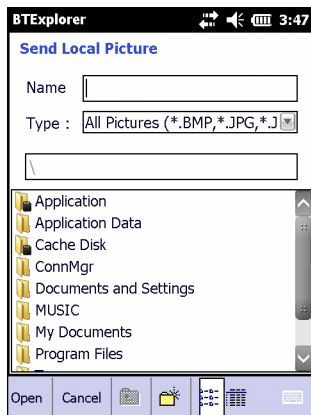 BTExplorer 3:47
Send Local Picture
Name
Type : All Pictures (*.BMP,*.JPG,*.J
\
Application
Application Data
Cache Disk
ConnMgr
Documents and Settings
MUSIC
My Documents
Program Files
Open Cancel